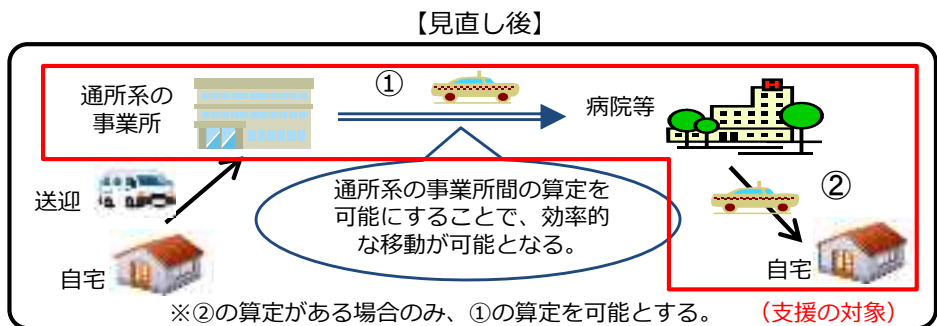 【見直し後】
通所系の
事業所
①
病院等
送迎
通所系の事業所間の算定を
可能にすることで、効率的
な移動が可能となる。
②
自宅
自宅
※②の算定がある場合のみ、①の算定を可能とする。
(支援の対象)